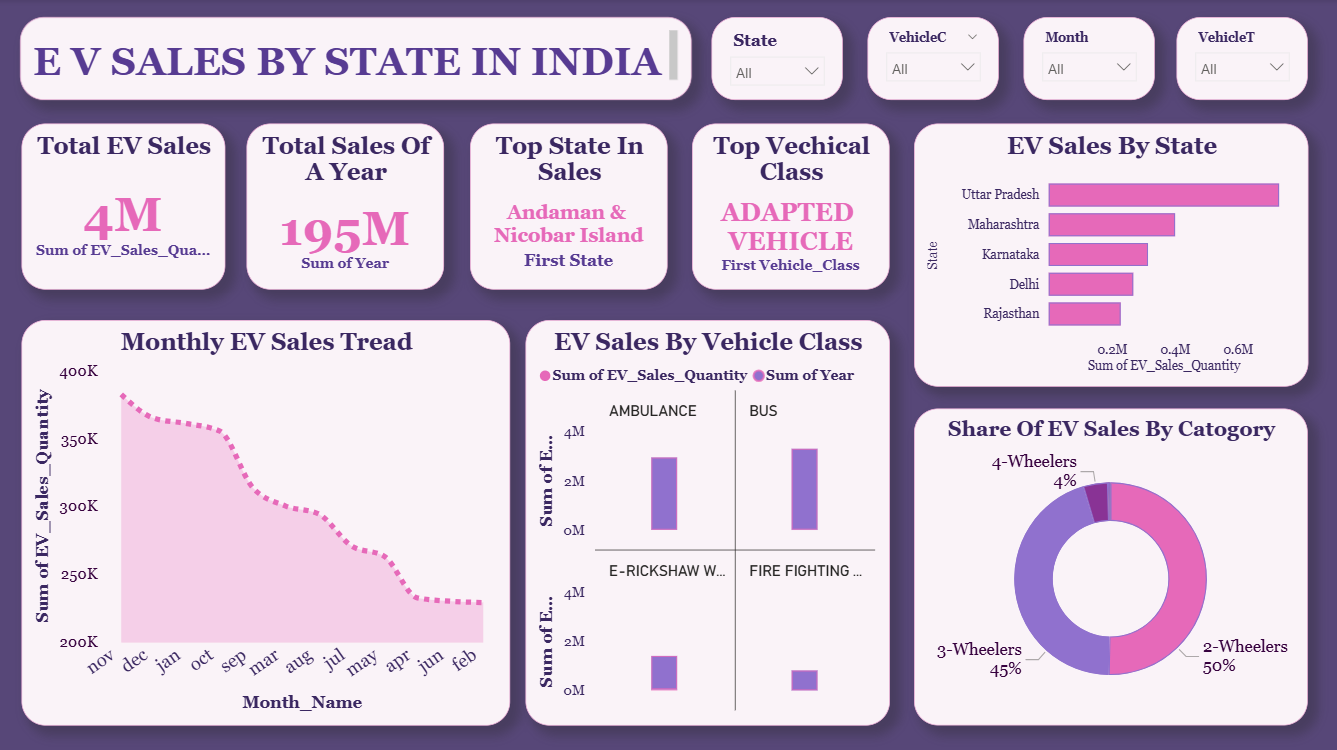 E V SALES BY STATE IN INDIA
State
All
VehicleC
All
Month
All
VehicleT
All
Total EV Sales
4M
Sum of EV_Sales_Qua...
Total Sales Of
A Year
195M
Sum of Year
Top State In
Sales
Andaman &
Nicobar Island
First State
Top Vechical
Class
ADAPTED
VEHICLE
First Vehicle_Class
EV Sales By State
State
Uttar Pradesh
Maharashtra
Karnataka
Delhi
Rajasthan
0.2M 0.4M 0.6M
Sum of EV_Sales_Quantity
Monthly EV Sales Tread
Sum of EV_Sales_Quantity
400K
350K
300K
250K
200K
nov dec jan oct sep mar aug jul may apr jun feb
Month_Name
EV Sales By Vehicle Class
Sum of EV_Sales_Quantity Sum of Year
AMBULANCE BUS
Sum of E...
4M
2M
0M
E-RICKSHAW W... FIRE FIGHTING ...
Sum of E...
4M
2M
0M
Share Of EV Sales By Catogory
4-Wheelers
4%
3-Wheelers
45%
2-Wheelers
50%